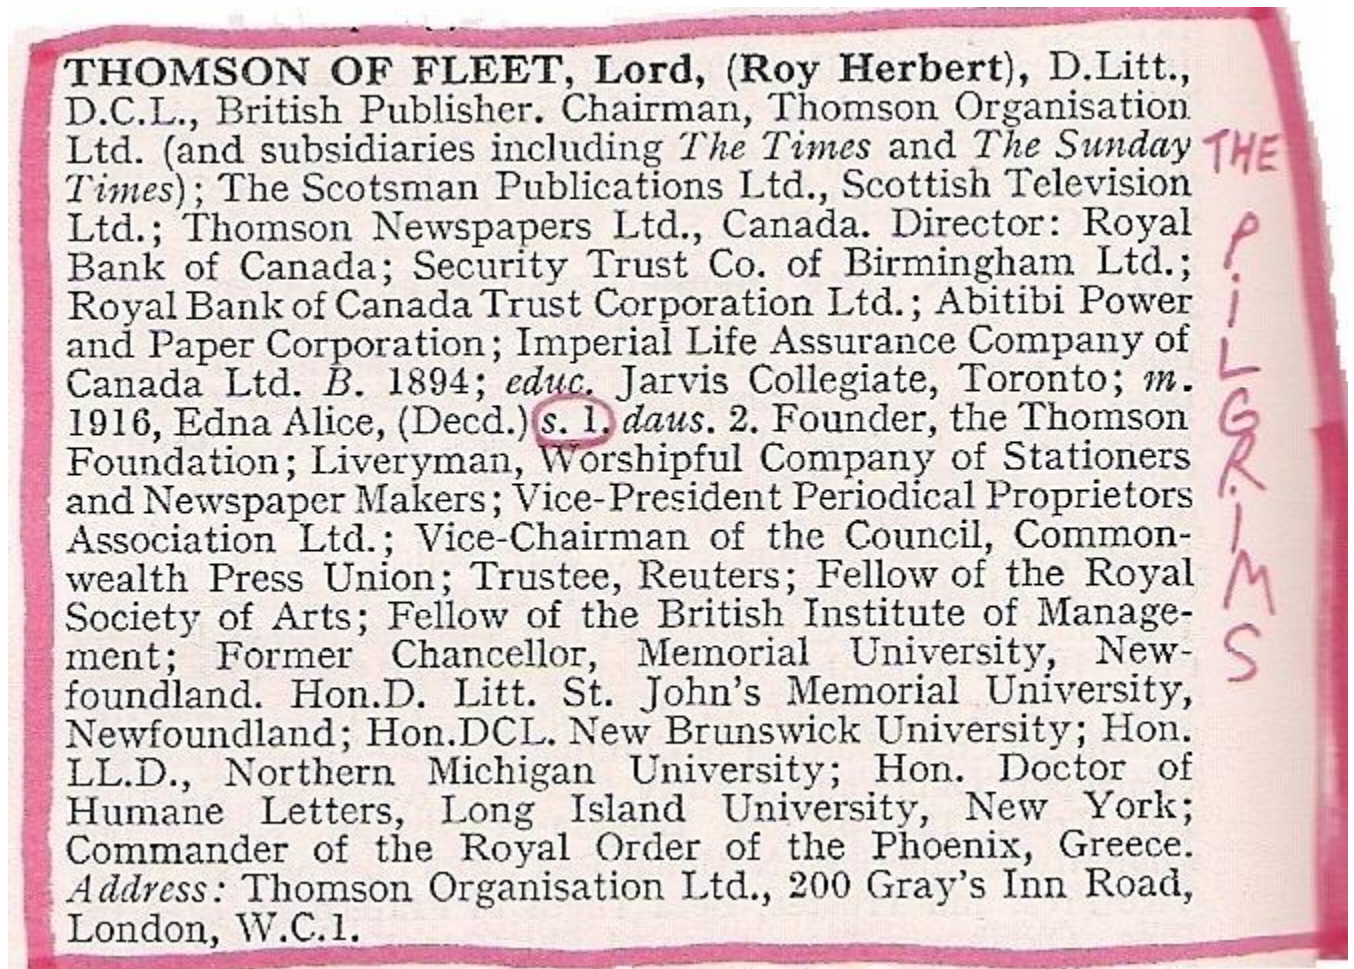 THOMSON OF FLEET, Lord, (Roy Herbert), D.Litt.,
D.C.L., British Publisher. Chairman, Thomson Organisation
Ltd. (and subsidiaries including The Times and The Sunday
Times); The Scotsman Publications Ltd., Scottish Television
Ltd.; Thomson Newspapers Ltd., Canada. Director: Royal
Bank of Canada; Security Trust Co. of Birmingham Ltd.;
Royal Bank of Canada Trust Corporation Ltd.; Abitibi Power
and Paper Corporation; Imperial Life Assurance Company of
Canada Ltd. B. 1894; educ. Jarvis Collegiate, Toronto; m.
1916, Edna Alice, (Decd.) s. 1. daus. 2. Founder, the Thomson
Foundation; Liveryman, Worshipful Company of Stationers
and Newspaper Makers; Vice-President Periodical Proprietors
Association Ltd.; Vice-Chairman of the Council, Common-
wealth Press Union; Trustee, Reuters; Fellow of the Royal
Society of Arts; Fellow of the British Institute of Manage-
ment; Former Chancellor, Memorial University, New-
foundland. Hon.D. Litt. St. John's Memorial University,
Newfoundland; Hon.DCL. New Brunswick University; Hon.
LL.D., Northern Michigan University; Hon. Doctor of
Humane Letters, Long Island University, New York;
Commander of the Royal Order of the Phoenix, Greece.
Address: Thomson Organisation Ltd., 200 Gray's Inn Road,
London, W.C.1.
THE
PiLGRIMS